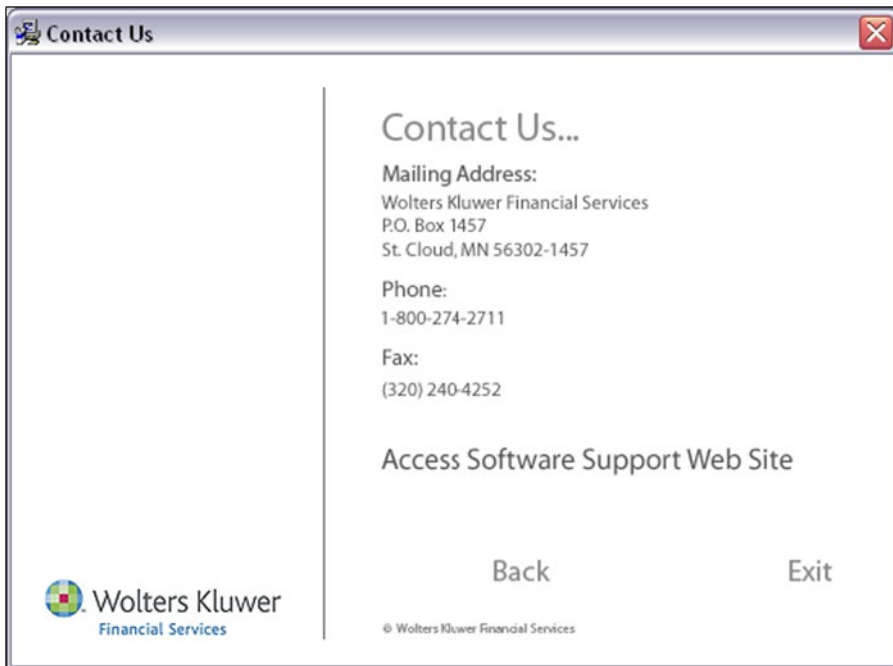 Contact Us
Contact Us...
Mailing Address:
Wolters Kluwer Financial Services
P.O. Box 1457
St. Cloud, MN 56302-1457
Phone:
1-800-274-2711
Fax:
(320) 240-4252
Access Software Support Web Site
Back Exit
Wolters Kluwer
Financial Services
© Wolters Kluwer Financial Services